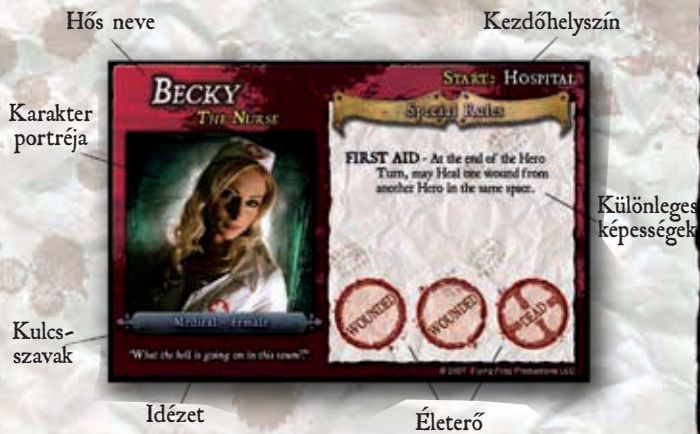 Hős neve
Kezdőhelyszín
Karakter
portréja
BECKY
THE NURSE
START: HOSPITAL
Special Rules
FIRST AID - At the end of the Hero
Turn, may Heal one wound from
another Hero in the same space.
Különleges
képességek
WOUNDED
WOUNDED
DEAD
Medical - Female
Kulcs-
szavak
"What the hell is going on in this town?"
© 2007 Flying Frog Productions LLC
Idézet
Életerő